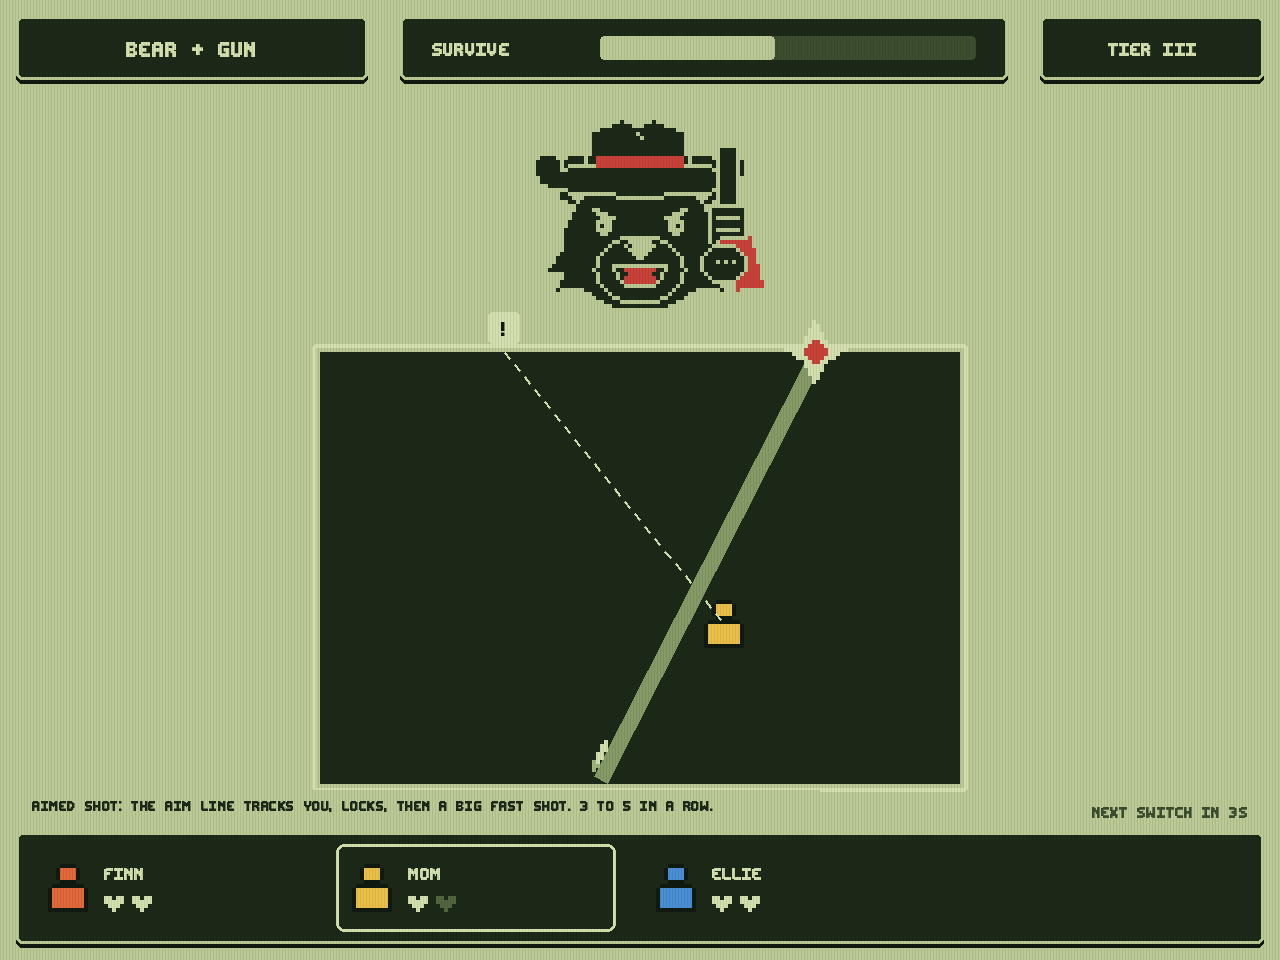 BEAR + GUN
SURVIVE
TIER III
!
AIMED SHOT: THE AIM LINE TRACKS YOU, LOCKS, THEN A BIG FAST SHOT. 3 TO 5 IN A ROW.
NEXT SWITCH IN 3S
FINN
MOM
ELLIE